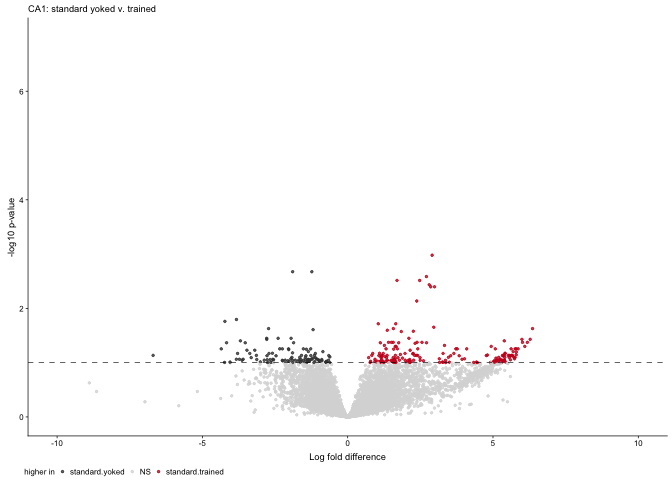 CA1: standard yoked v. trained
6
4
2
0
-log10 p-value
-10 -5 0 5 10
Log fold difference
higher in standard.yoked NS standard.trained